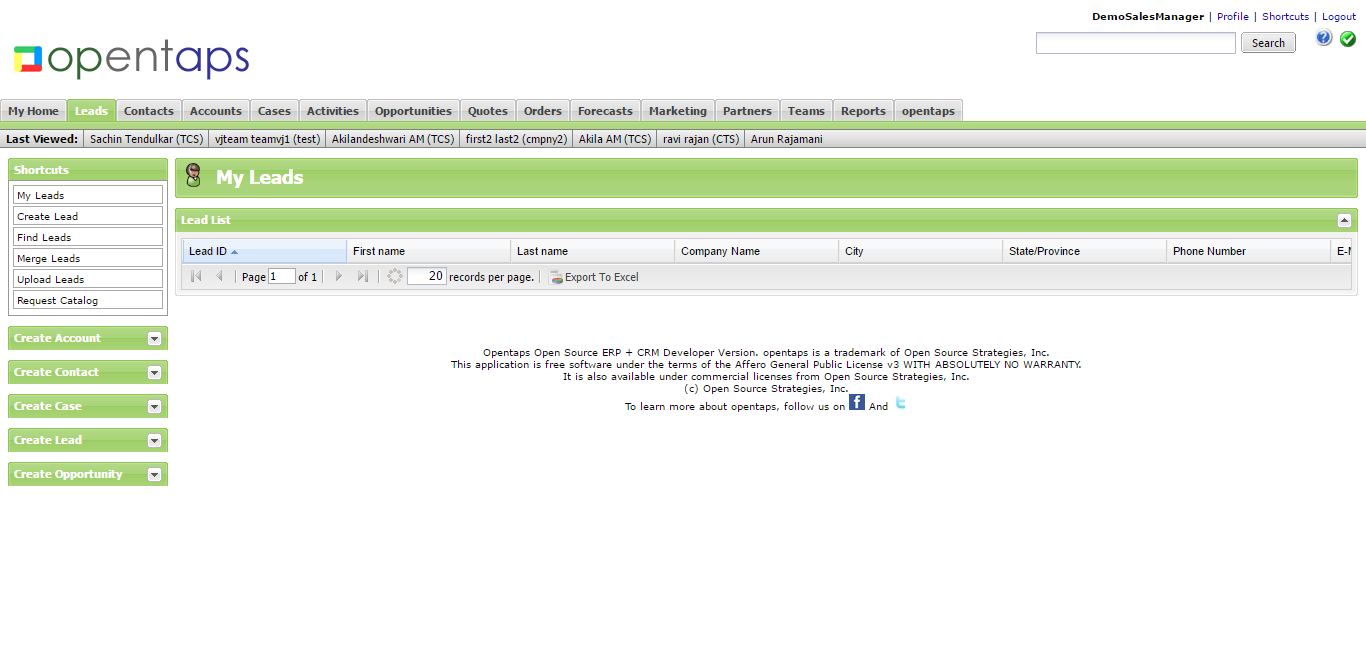 DemoSalesManager | Profile | Shortcuts | Logout
opentaps
Search
My Home Leads Contacts Accounts Cases Activities Opportunities Quotes Orders Forecasts Marketing Partners Teams Reports opentaps
Last Viewed: Sachin Tendulkar (TCS) vjteam teamvj1 (test) Akilandeshwari AM (TCS) first2 last2 (cmpny2) Akila AM (TCS) ravi rajan (CTS) Arun Rajamani
Shortcuts
My Leads
Create Lead
Find Leads
Merge Leads
Upload Leads
Request Catalog
Create Account
Create Contact
Create Case
Create Lead
Create Opportunity
My Leads
Lead List
Lead ID First name Last name Company Name City State/Province Phone Number
Page 1 of 1 20 records per page. Export To Excel
Opentaps Open Source ERP + CRM Developer Version. opentaps is a trademark of Open Source Strategies, Inc.
This application is free software under the terms of the Affero General Public License v3 WITH ABSOLUTELY NO WARRANTY.
It is also available under commercial licenses from Open Source Strategies, Inc.
(c) Open Source Strategies, Inc.
To learn more about opentaps, follow us on f And t